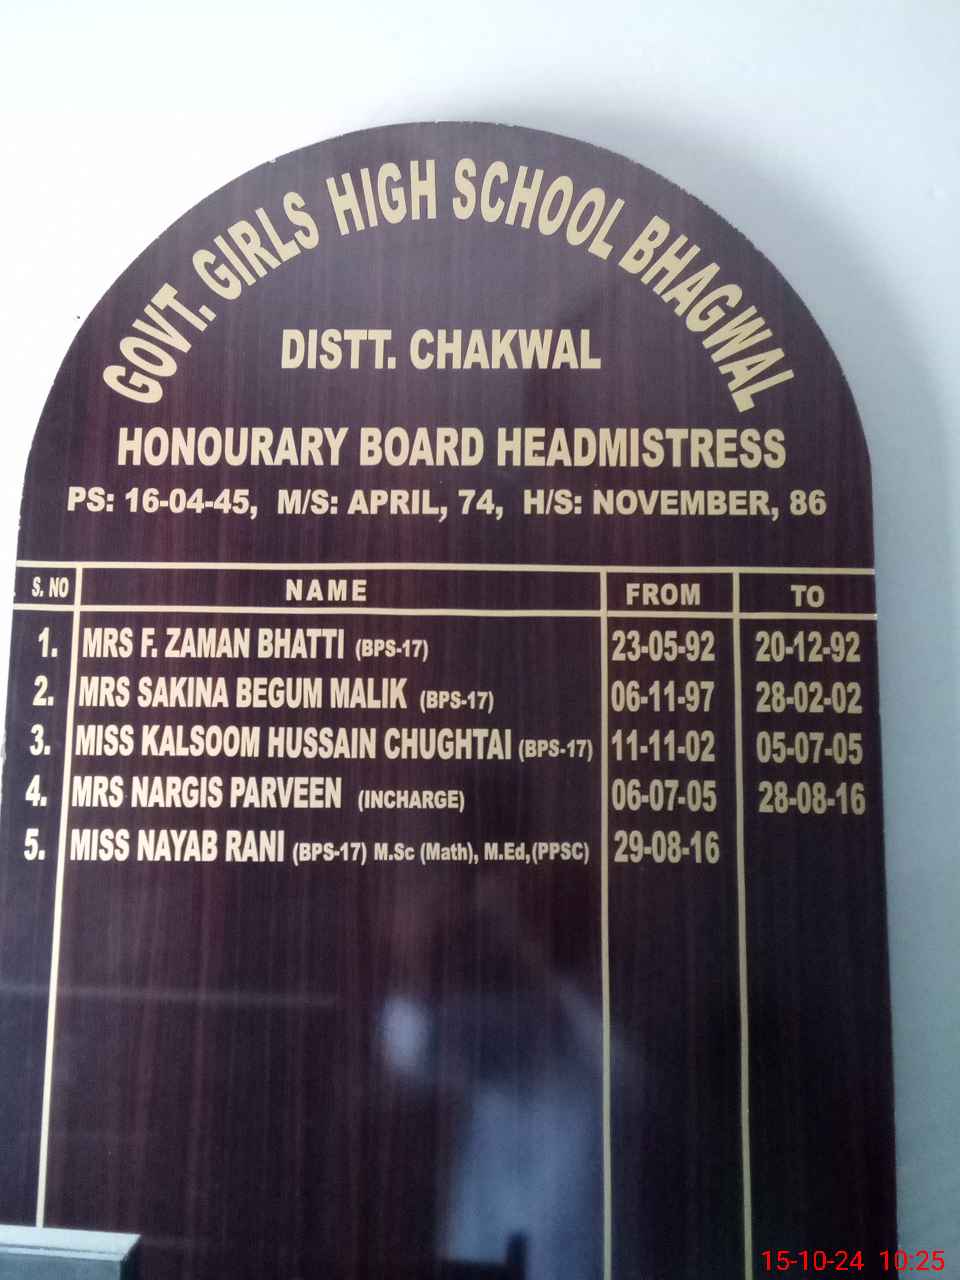 GOVT. GIRLS HIGH SCHOOL BHAGWAL
DISTT. CHAKWAL
HONOURARY BOARD HEADMISTRESS
PS: 16-04-45, M/S: APRIL, 74, H/S: NOVEMBER, 86
S. NO NAME FROM TO
1. MRS F. ZAMAN BHATTI (BPS-17) 23-05-92 20-12-92
2. MRS SAKINA BEGUM MALIK (BPS-17) 06-11-97 28-02-02
3. MISS KALSOOM HUSSAIN CHUGHTAI (BPS-17) 11-11-02 05-07-05
4. MRS NARGIS PARVEEN (INCHARGE) 06-07-05 28-08-16
5. MISS NAYAB RANI (BPS-17) M.Sc (Math), M.Ed,(PPSC) 29-08-16
15-10-24 10:25